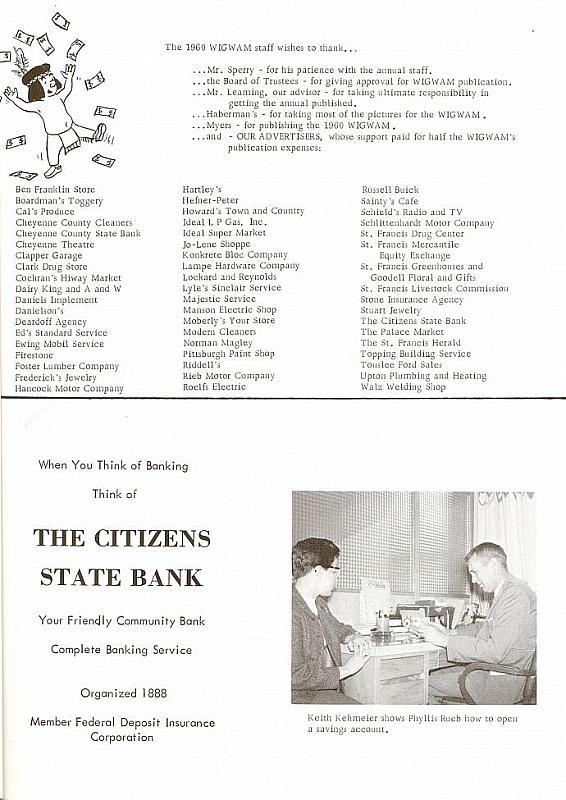 The 1960 WIGWAM staff wishes to thank...
...Mr. Sperry - for his patience with the annual staff.
...the Board of Trustees - for giving approval for WIGWAM publication.
...Mr. Leaming, our advisor - for taking ultimate responsibility in
getting the annual published.
...Haberman's - for taking most of the pictures for the WIGWAM.
...Myers - for publishing the 1960 WIGWAM.
...and - OUR ADVERTISERS, whose support paid for half the WIGWAM's
publication expenses:
Ben Franklin Store
Boardman's Toggery
Cal's Produce
Cheyenne County Cleaners
Cheyenne County State Bank
Cheyenne Theatre
Clapper Garage
Clark Drug Store
Cochran's Hiway Market
Dairy King and A and W
Daniels Implement
Danielson's
Deardoff Agency
Ed's Standard Service
Ewing Mobil Service
Firestone
Foster Lumber Company
Frederick's Jewelry
Hancock Motor Company
Hartley's
Hefner-Peter
Howard's Town and Country
Ideal L P Gas, Inc.
Ideal Super Market
Jo-Lene Shoppe
Konkrete Bloc Company
Lampe Hardware Company
Lockard and Reynolds
Lyle's Sinclair Service
Majestic Service
Manson Electric Shop
Moberly's Your Store
Modern Cleaners
Norman Magley
Pittsburgh Paint Shop
Riddell's
Rieb Motor Company
Roelfs Electric
Russell Buick
Sainty's Cafe
Schield's Radio and TV
Schlittenhardt Motor Company
St. Francis Drug Center
St. Francis Mercantile
Equity Exchange
St. Francis Greenhouses and
Goodell Floral and Gifts
St. Francis Livestock Commission
Stone Insurance Agency
Stuart Jewelry
The Citizens State Bank
The Palace Market
The St. Francis Herald
Topping Building Service
Touslee Ford Sales
Upton Plumbing and Heating
Walz Welding Shop
When You Think of Banking
Think of
THE CITIZENS
STATE BANK
Your Friendly Community Bank
Complete Banking Service
Organized 1888
Member Federal Deposit Insurance
Corporation
Keith Kehmeier shows Phyllis Rueb how to open
a savings account.